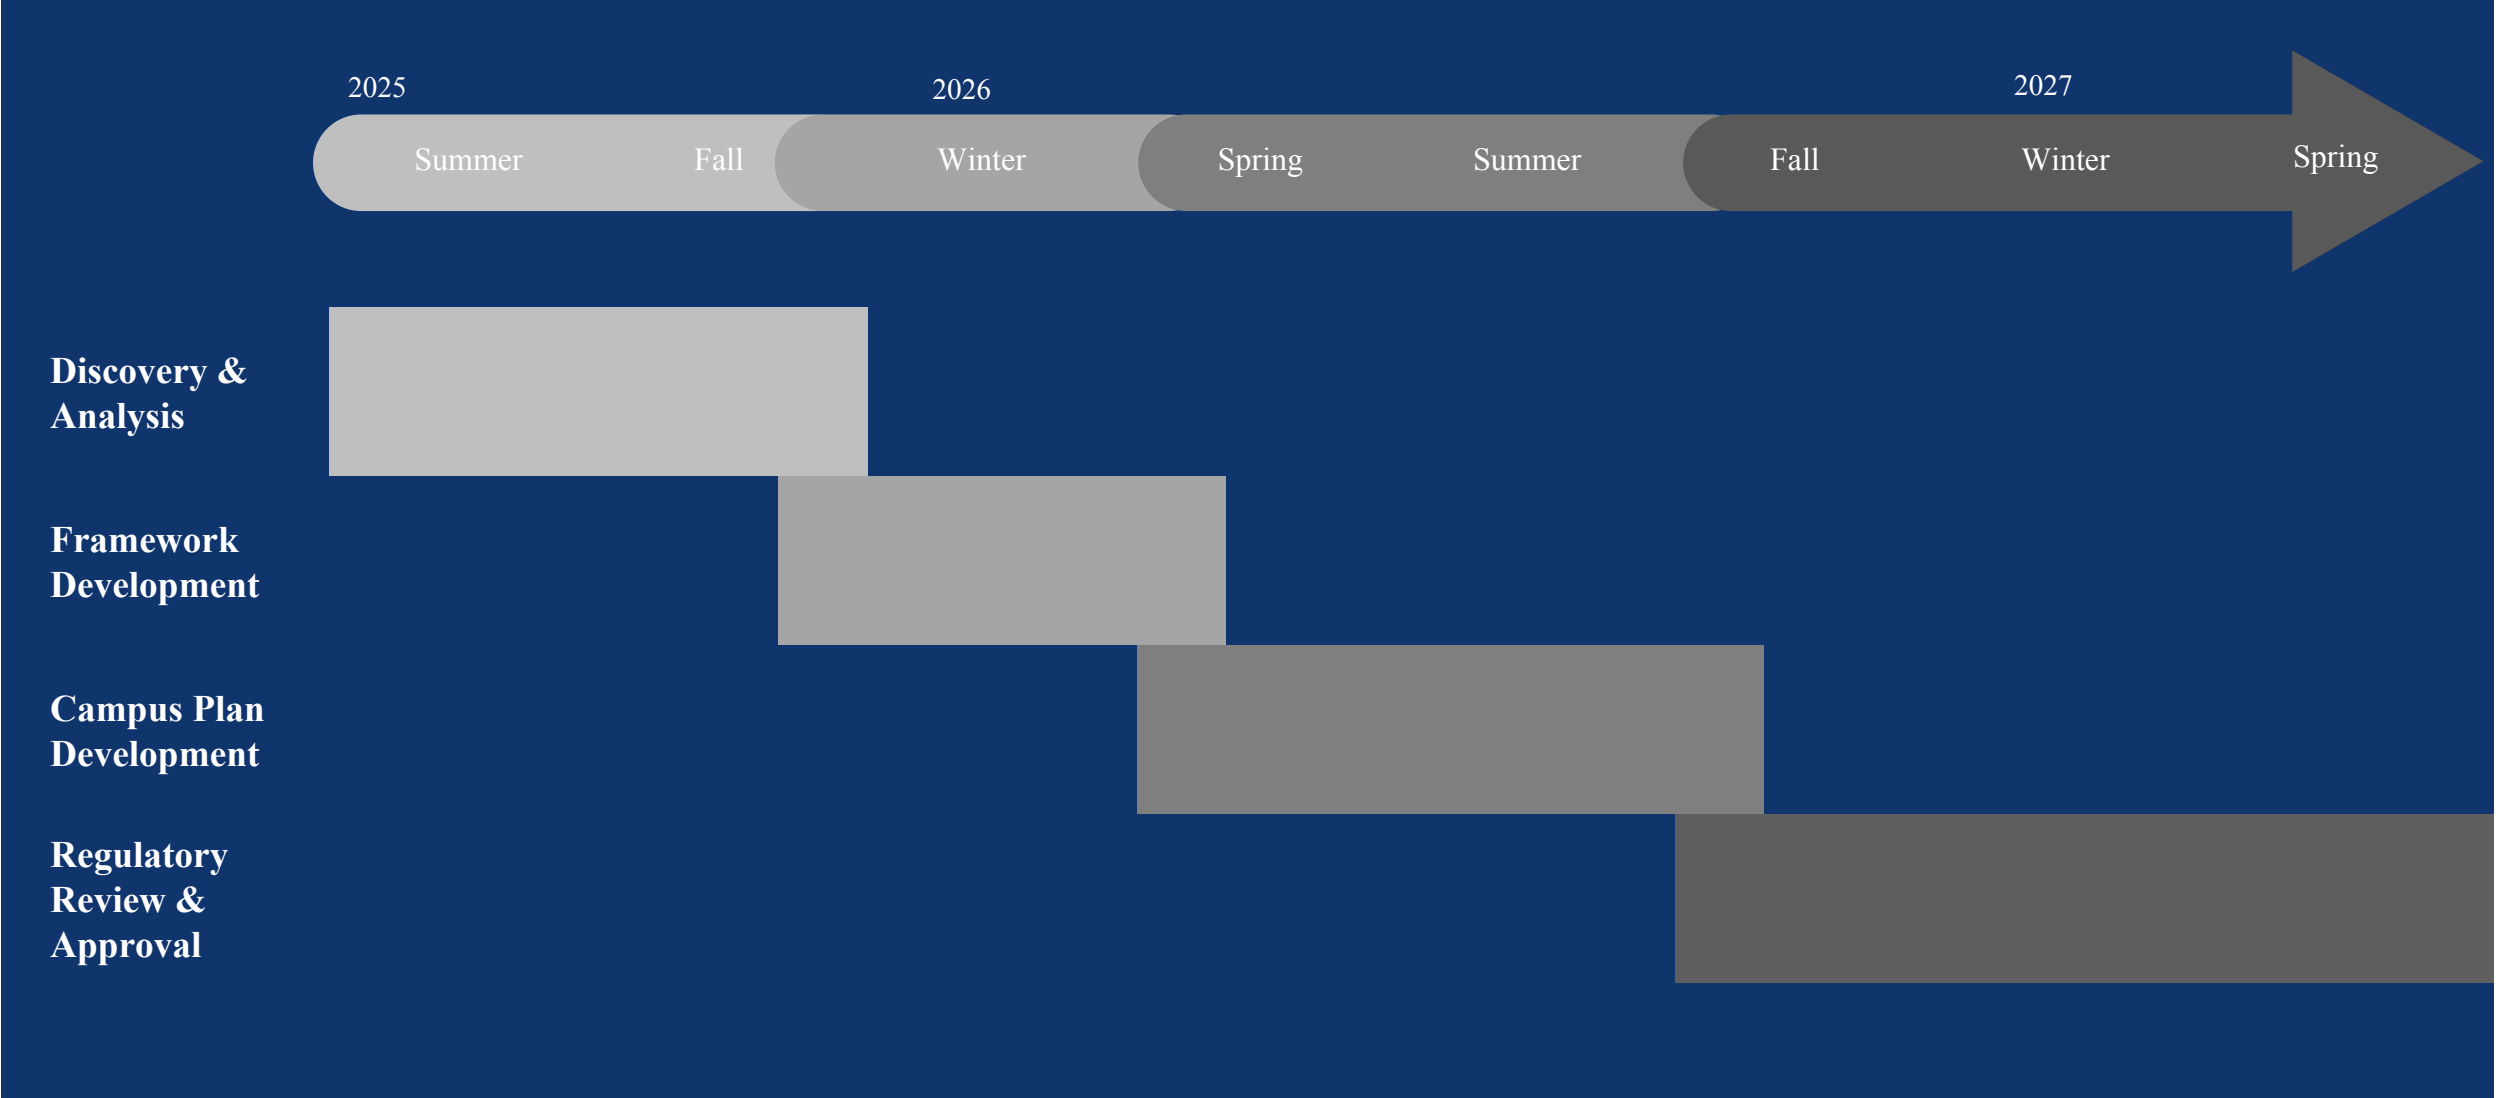 2025 2026 2027
Summer Fall Winter Spring Summer Fall Winter Spring
Discovery &
Analysis
Framework
Development
Campus Plan
Development
Regulatory
Review &
Approval